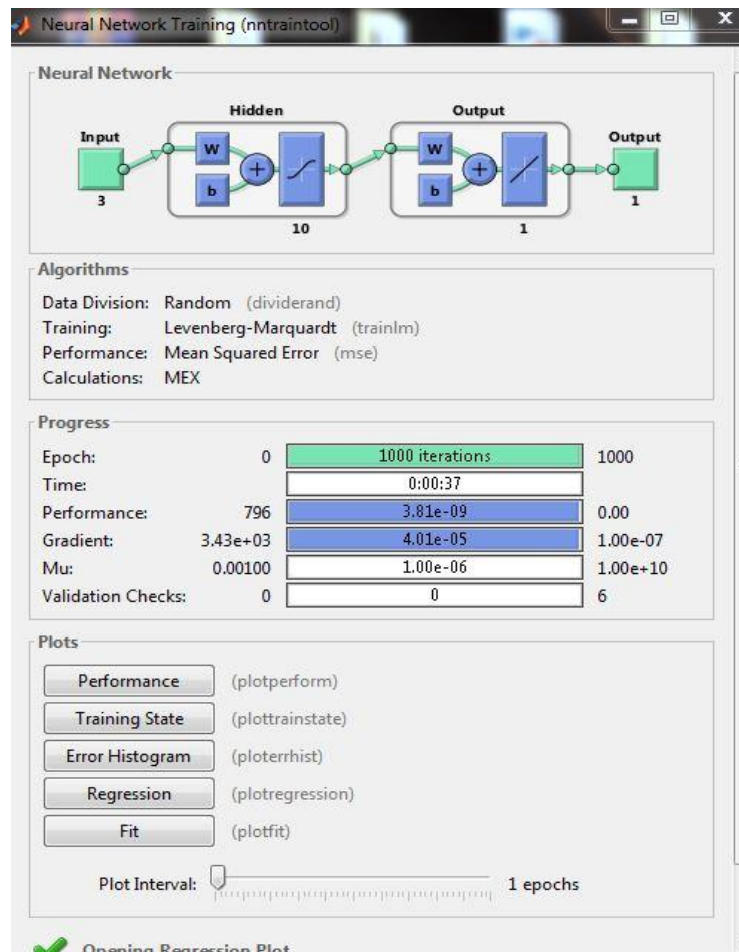 Neural Network Training (nntraintool)
Neural Network
Hidden Output
Input Output
W W
b b
3 1
10 1
Algorithms
Data Division: Random (dividerand)
Training: Levenberg-Marquardt (trainlm)
Performance: Mean Squared Error (mse)
Calculations: MEX
Progress
Epoch: 0 1000 iterations 1000
Time: 0:00:37
Performance: 796 3.81e-09 0.00
Gradient: 3.43e+03 4.01e-05 1.00e-07
Mu: 0.00100 1.00e-06 1.00e+10
Validation Checks: 0 0 6
Plots
Performance (plotperform)
Training State (plottrainstate)
Error Histogram (ploterrhist)
Regression (plotregression)
Fit (plotfit)
Plot Interval: 1 epochs
Opening Regression Plot